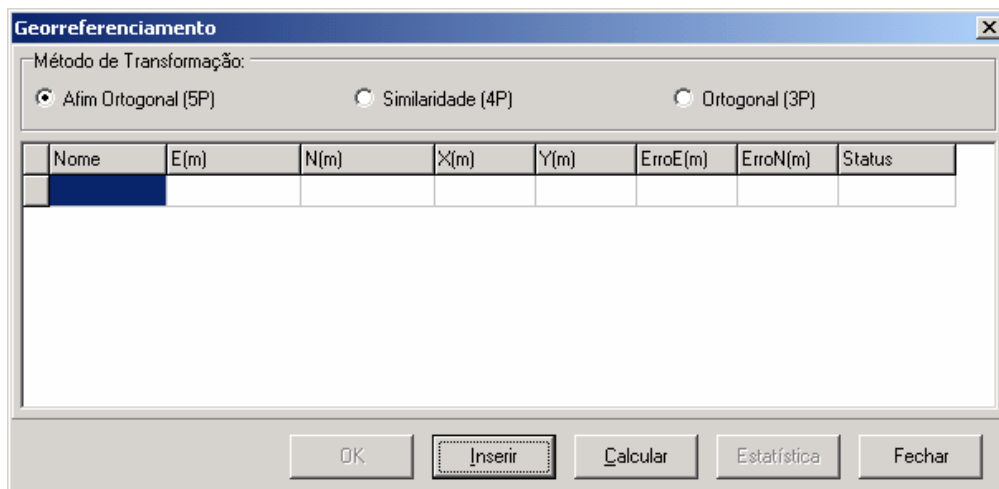 Georreferenciamento
Método de Transformação:
Afim Ortogonal (5P) Similaridade (4P) Ortogonal (3P)
Nome E(m) N(m) X(m) Y(m) ErroE(m) ErroN(m) Status
OK Inserir Calcular Estatística Fechar